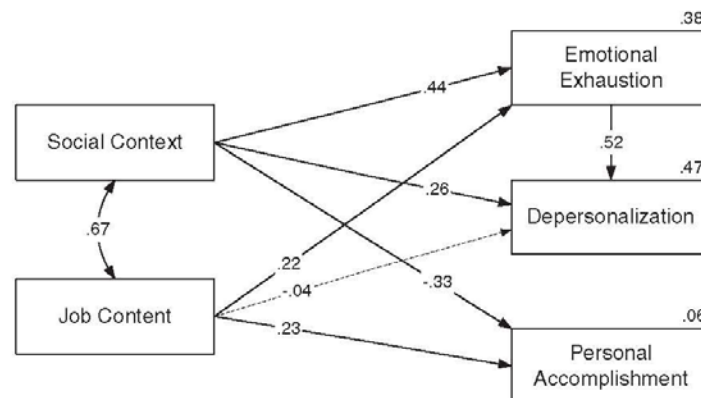 .38
Emotional
Exhaustion
.44
Social Context
.52
.47
.26
Depersonalization
.67
.22
-.04
-.33
Job Content
.23
.06
Personal
Accomplishment